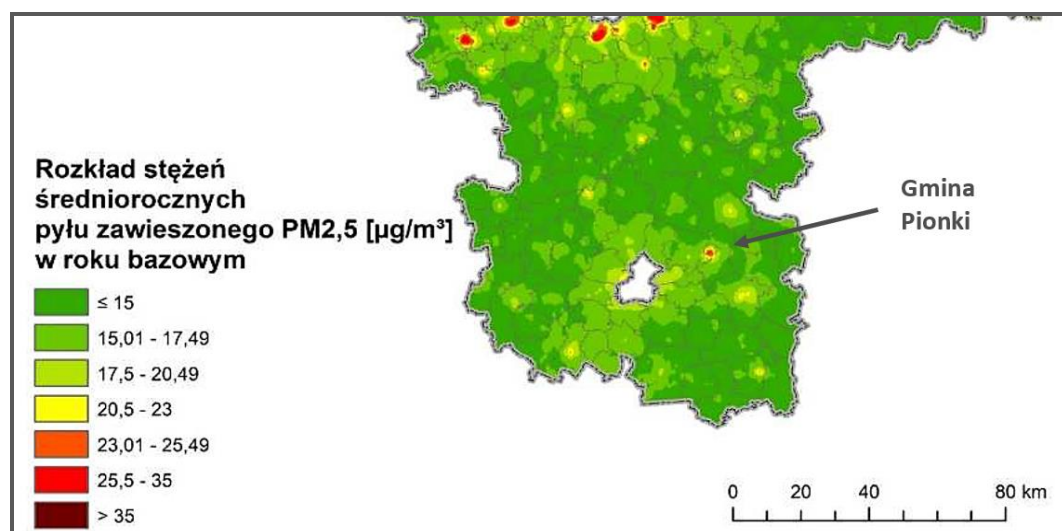 Rozkład stężeń
średniorocznych
pyłu zawieszonego PM2,5 [µg/m³]
w roku bazowym
≤ 15
15,01 - 17,49
17,5 - 20,49
20,5 - 23
23,01 - 25,49
25,5 - 35
> 35
Gmina
Pionki
0 20 40 80 km